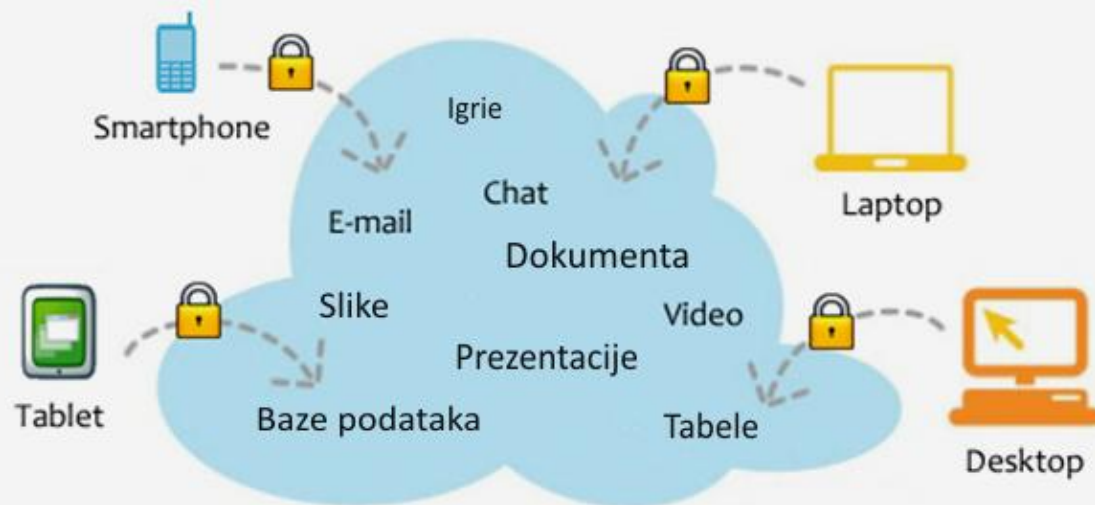 Smartphone
Igrie
Laptop
Chat
E-mail
Dokumenta
Slike
Video
Prezentacije
Tablet
Baze podataka
Tabele
Desktop